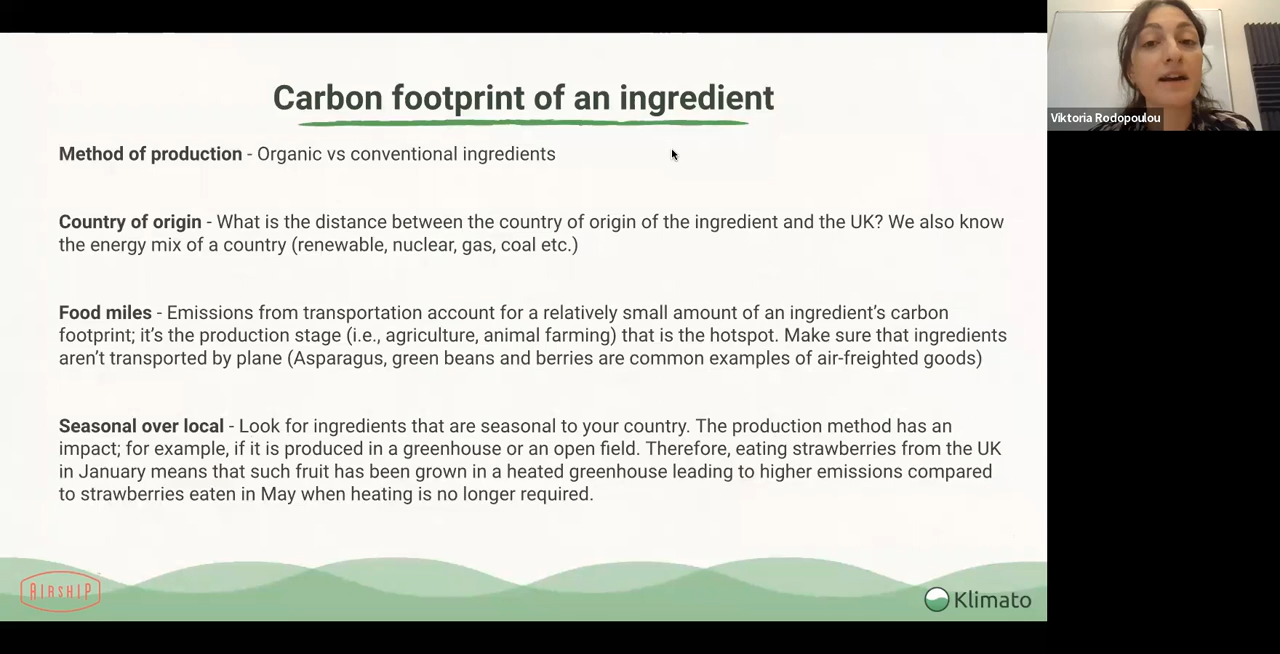 Carbon footprint of an ingredient
Viktoria Rodopoulou
Method of production - Organic vs conventional ingredients
Country of origin - What is the distance between the country of origin of the ingredient and the UK? We also know
the energy mix of a country (renewable, nuclear, gas, coal etc.)
Food miles - Emissions from transportation account for a relatively small amount of an ingredient's carbon
footprint; it's the production stage (i.e., agriculture, animal farming) that is the hotspot. Make sure that ingredients
aren't transported by plane (Asparagus, green beans and berries are common examples of air-freighted goods)
Seasonal over local - Look for ingredients that are seasonal to your country. The production method has an
impact; for example, if it is produced in a greenhouse or an open field. Therefore, eating strawberries from the UK
in January means that such fruit has been grown in a heated greenhouse leading to higher emissions compared
to strawberries eaten in May when heating is no longer required.
AIRSHIP
Klimato